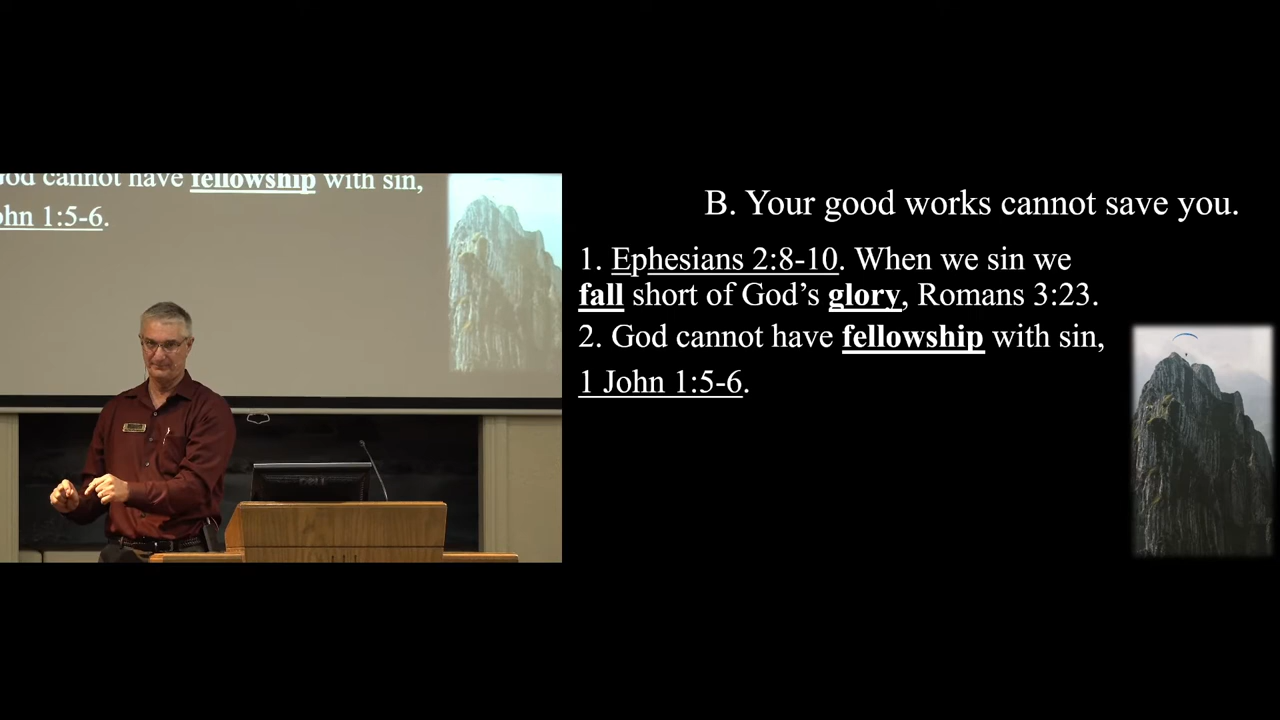 God cannot have fellowship with sin,
ohn 1:5-6.
DELL
B. Your good works cannot save you.
1. Ephesians 2:8-10. When we sin we
fall short of God's glory, Romans 3:23.
2. God cannot have fellowship with sin,
1 John 1:5-6.